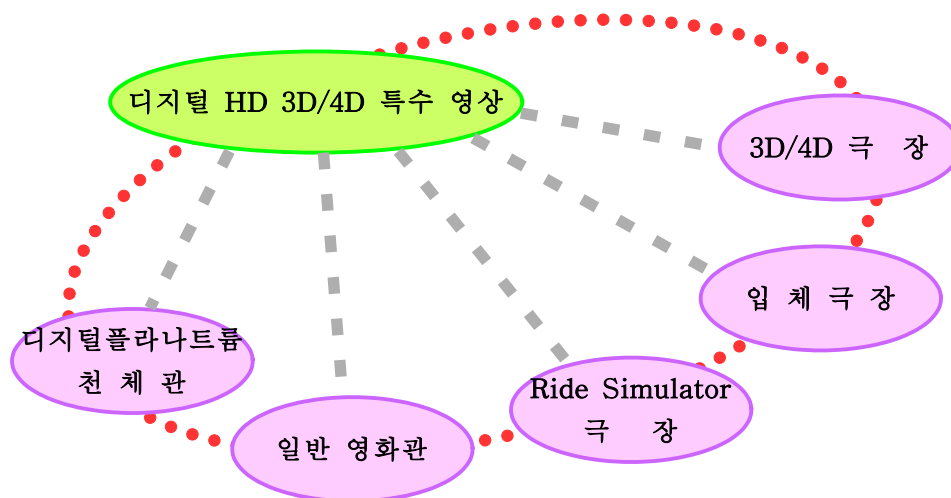 디지털 HD 3D/4D 특수 영상
3D/4D 극 장
입 체 극 장
Ride Simulator
극 장
일반 영화관
디지털플라나트륨
천 체 관